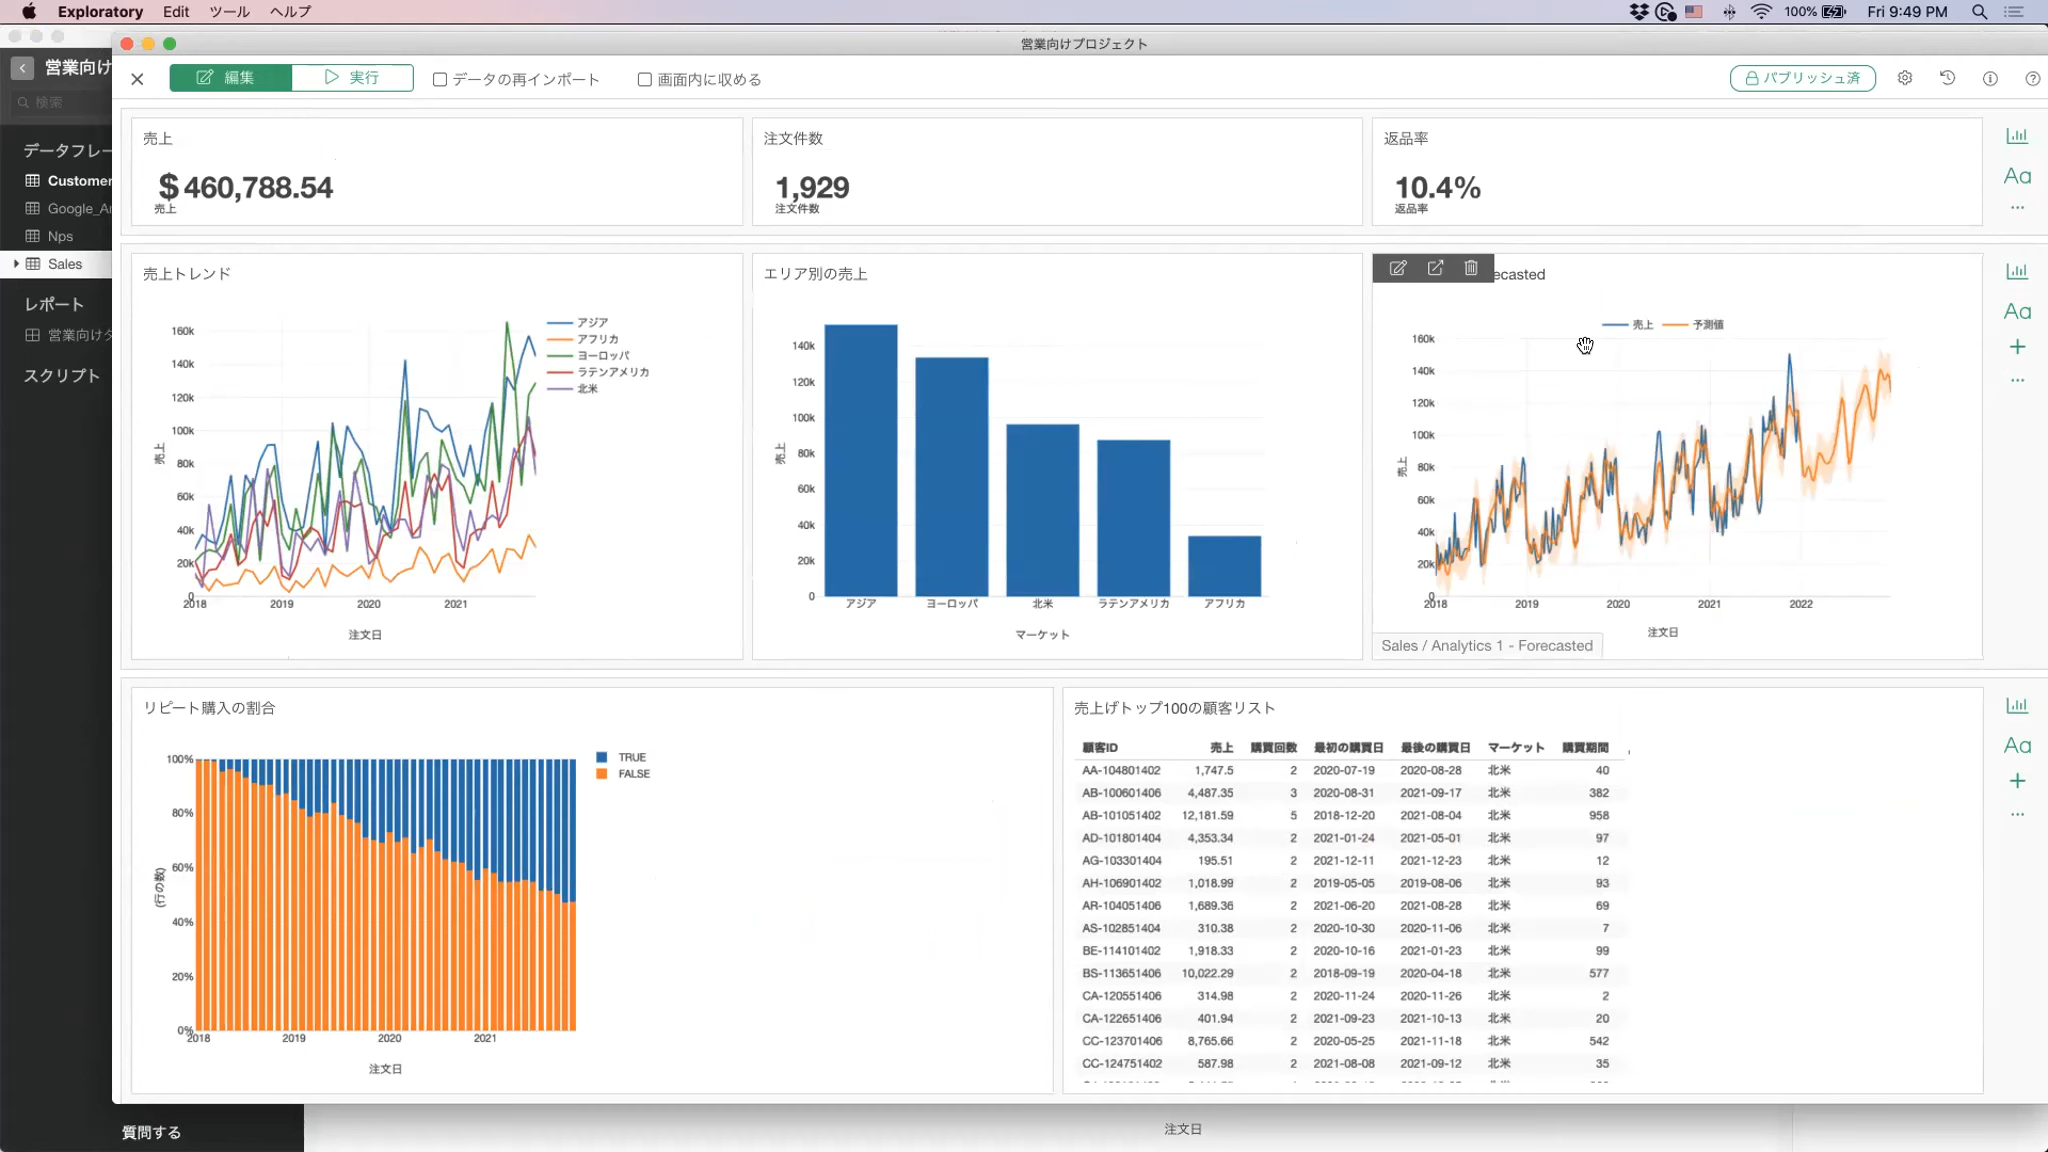 Exploratory Edit ツール ヘルプ 100% Fri 9:49 PM
営業向けプロジェクト
営業向け
検索
データフレー
Customer
Google_Ar
Nps
Sales
レポート
営業向けダ
スクリプト
質問する
編集 実行 データの再インポート 画面内に収める パブリッシュ済
売上
$ 460,788.54
売上
注文件数
1,929
注文件数
返品率
10.4%
返品率
Aa
売上トレンド
アジア
アフリカ
ヨーロッパ
ラテンアメリカ
北米
160k
140k
120k
100k
80k
60k
40k
20k
0
売上
2018 2019 2020 2021
注文日
エリア別の売上
140k
120k
100k
80k
60k
40k
20k
0
売上
アジア ヨーロッパ 北米 ラテンアメリカ アフリカ
マーケット
ecasted
売上 予測値
160k
140k
120k
100k
80k
60k
40k
20k
0
売上
2018 2019 2020 2021 2022
注文日
Sales / Analytics 1 - Forecasted
Aa
リピート購入の割合
TRUE
FALSE
100%
80%
60%
40%
20%
0%
(行の数)
2018 2019 2020 2021
注文日
売上げトップ100の顧客リスト
顧客ID 売上 購買回数 最初の購買日 最後の購買日 マーケット 購買期間
AA-104801402 1,747.5 2 2020-07-19 2020-08-28 北米 40
AB-100601406 4,487.35 3 2020-08-31 2021-09-17 北米 382
AB-101051402 12,181.59 5 2018-12-20 2021-08-04 北米 958
AD-101801404 4,353.34 2 2021-01-24 2021-05-01 北米 97
AG-103301404 195.51 2 2021-12-11 2021-12-23 北米 12
AH-106901402 1,018.99 2 2019-05-05 2019-08-06 北米 93
AR-104051406 1,689.36 2 2021-06-20 2021-08-28 北米 69
AS-102851404 310.38 2 2020-10-30 2020-11-06 北米 7
BE-114101402 1,918.33 2 2020-10-16 2021-01-23 北米 99
BS-113651406 10,022.29 2 2018-09-19 2020-04-18 北米 577
CA-120551406 314.98 2 2020-11-24 2020-11-26 北米 2
CA-122651406 401.94 2 2021-09-23 2021-10-13 北米 20
CC-123701406 8,765.66 2 2020-05-25 2021-11-18 北米 542
CC-124751402 587.98 2 2021-08-08 2021-09-12 北米 35
Aa
注文日